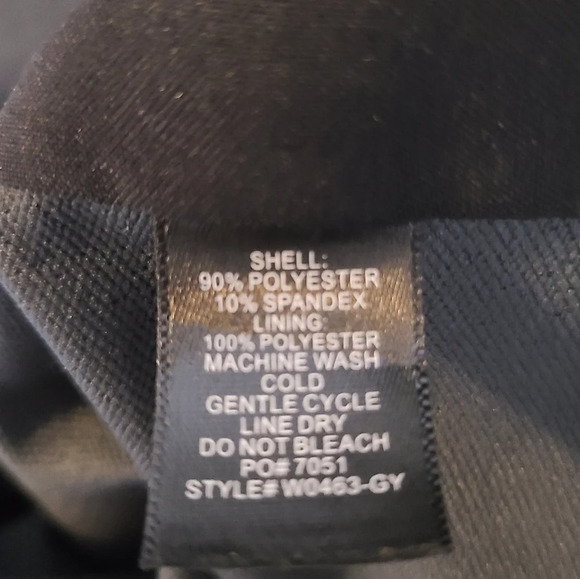 SHELL:
90% POLYESTER
10% SPANDEX
LINING:
100% POLYESTER
MACHINE WASH
COLD
GENTLE CYCLE
LINE DRY
DO NOT BLEACH
PO# 7051
STYLE# W0463-GY